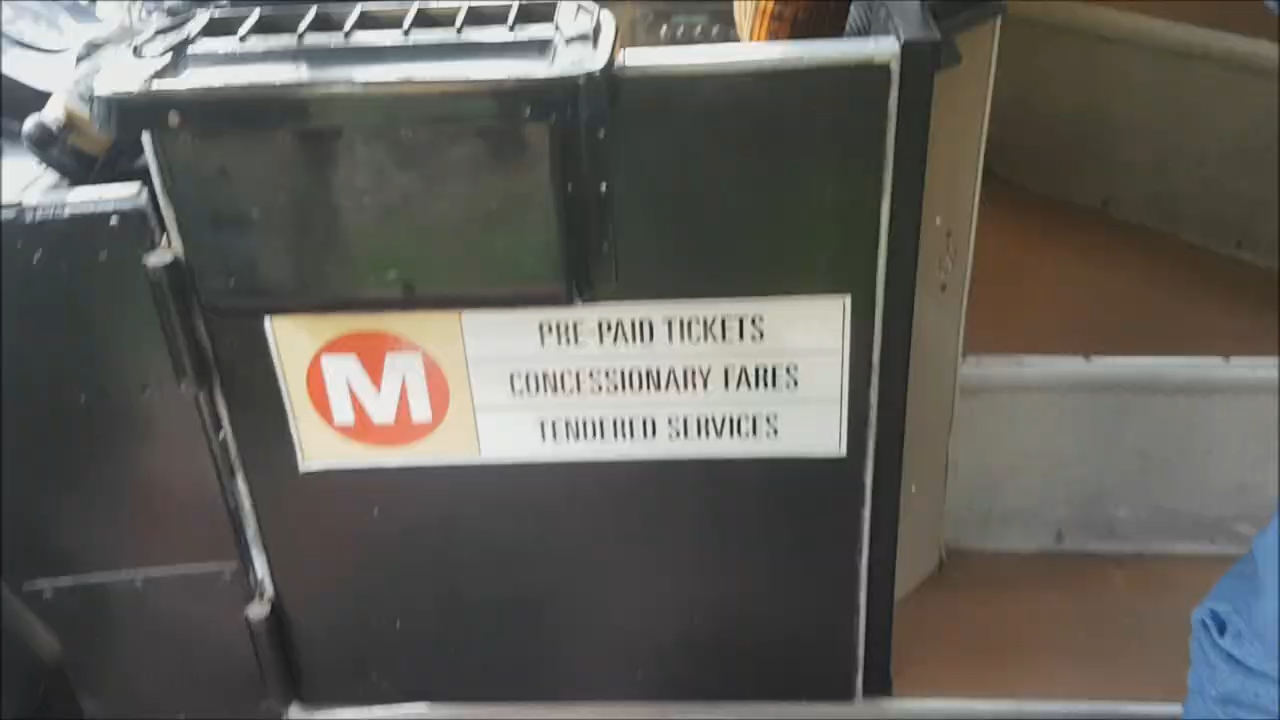 M
PRE-PAID TICKETS
CONCESSIONARY FARES
TENDERED SERVICES